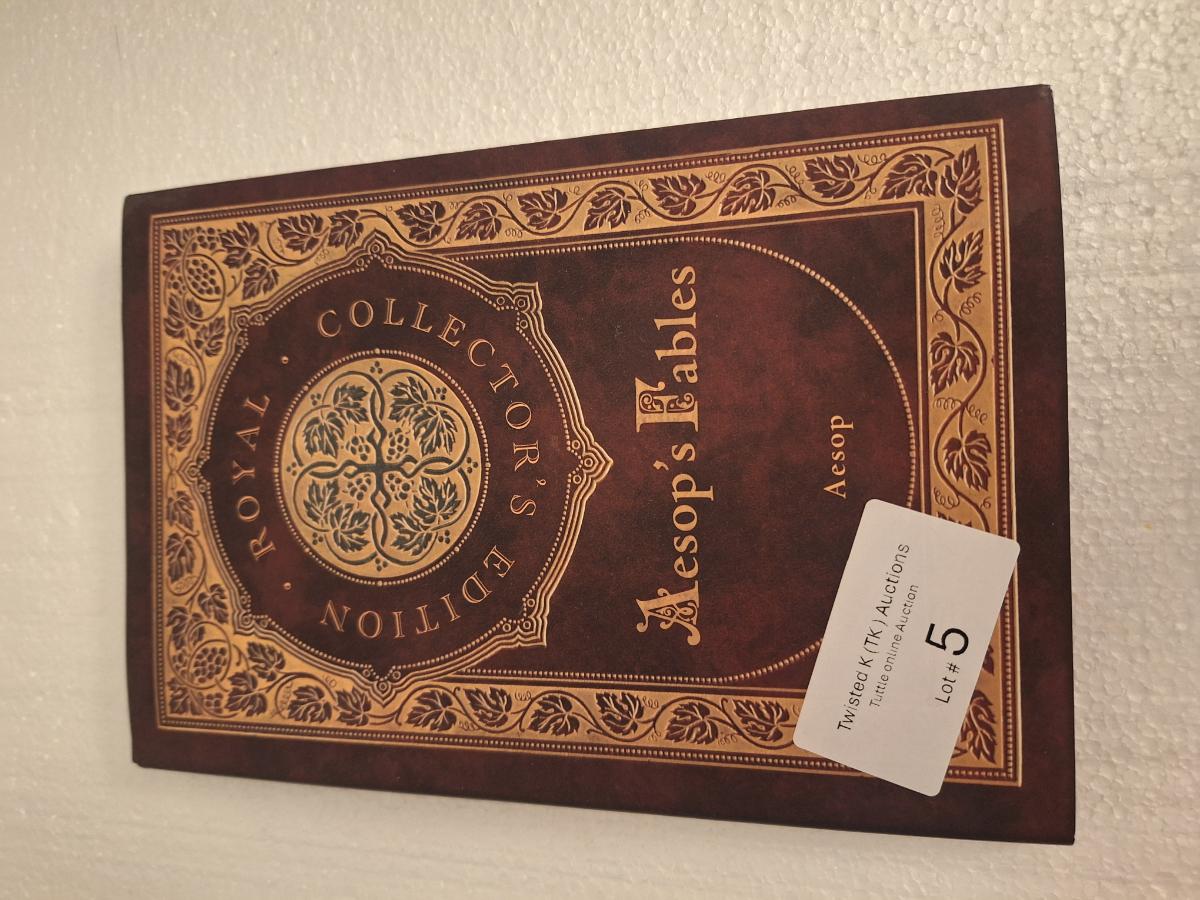 • ROYAL • COLLECTOR'S EDITION
Aesop's Fables
Aesop
Twisted K (TK) Auctions
Tuttle online Auction
Lot # 5